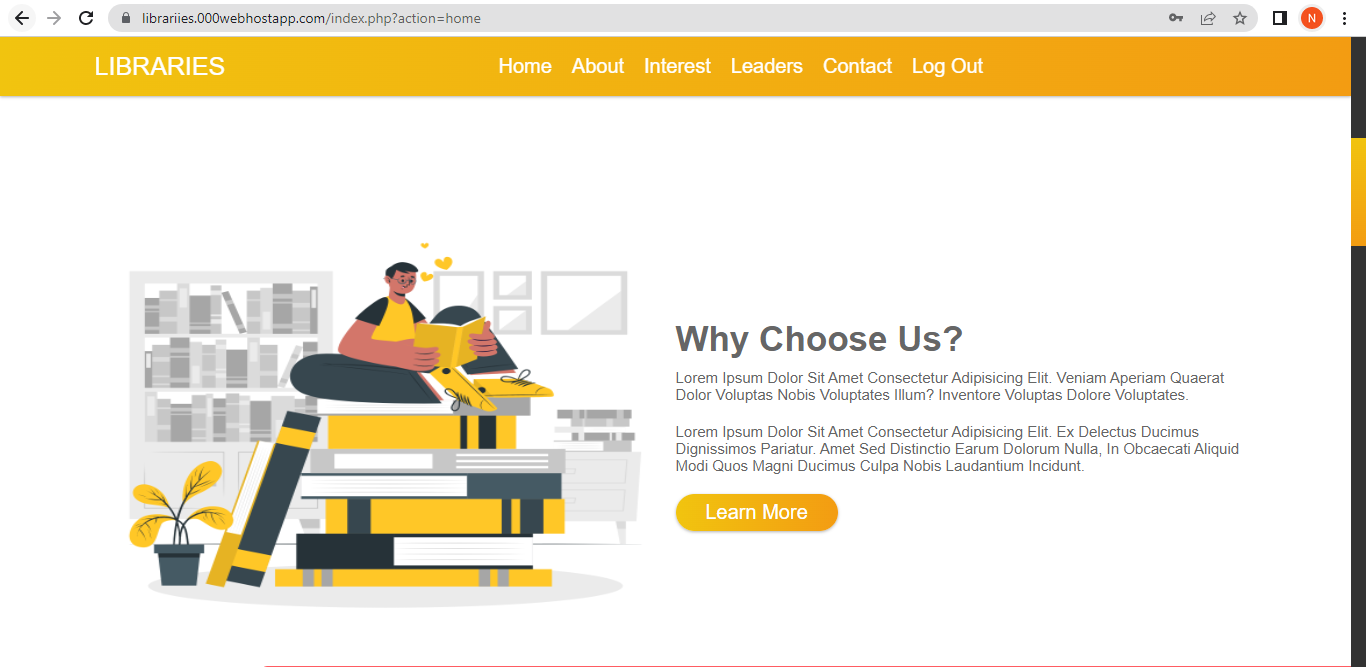 librariies.000webhostapp.com/index.php?action=home
N
LIBRARIES
Home About Interest Leaders Contact Log Out
Why Choose Us?
Lorem Ipsum Dolor Sit Amet Consectetur Adipisicing Elit. Veniam Aperiam Quaerat
Dolor Voluptas Nobis Voluptates Illum? Inventore Voluptas Dolore Voluptates.
Lorem Ipsum Dolor Sit Amet Consectetur Adipisicing Elit. Ex Delectus Ducimus
Dignissimos Pariatur. Amet Sed Distinctio Earum Dolorum Nulla, In Obcaecati Aliquid
Modi Quos Magni Ducimus Culpa Nobis Laudantium Incidunt.
Learn More